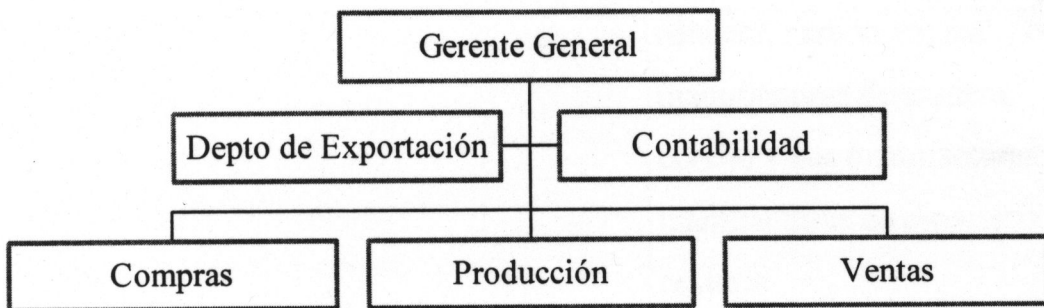 Gerente General
Depto de Exportación
Contabilidad
Compras
Producción
Ventas